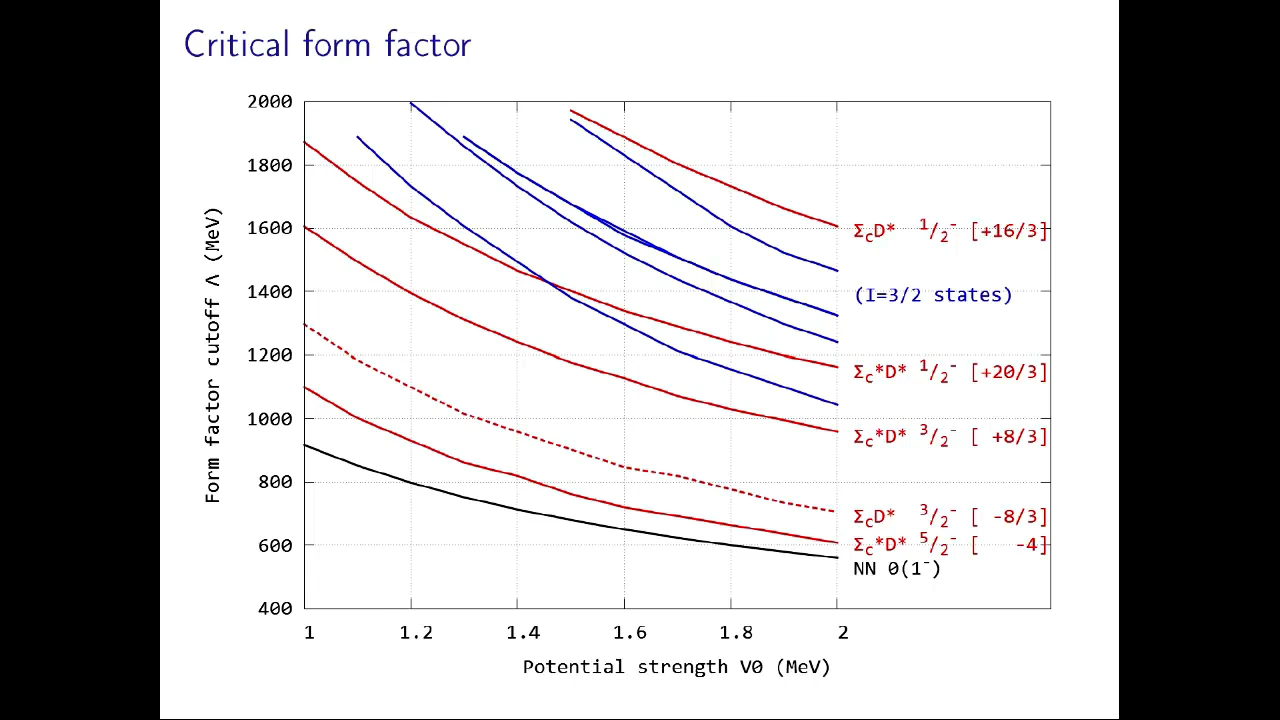 Critical form factor
2000
1800
1600
1400
1200
1000
800
600
400
Form factor cutoff Λ (MeV)
1 1.2 1.4 1.6 1.8 2
Potential strength V0 (MeV)
Σc​D* 1/2- [+16/3]
(I=3/2 states)
Σc*D* 1/2- [+20/3]
Σc*D* 3/2- [ +8/3]
ΣcD* 3/2- [ -8/3]
Σc*D* 5/2- [ -4]
NN 0(1-)